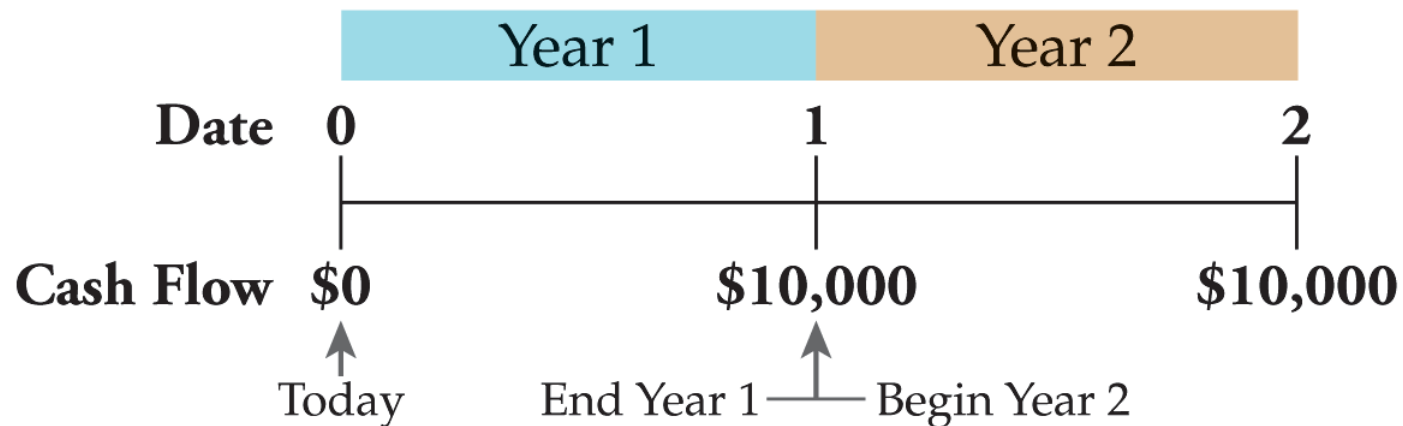 Year 1 Year 2
Date 0 1 2
Cash Flow $0 $10,000 $10,000
Today End Year 1 Begin Year 2